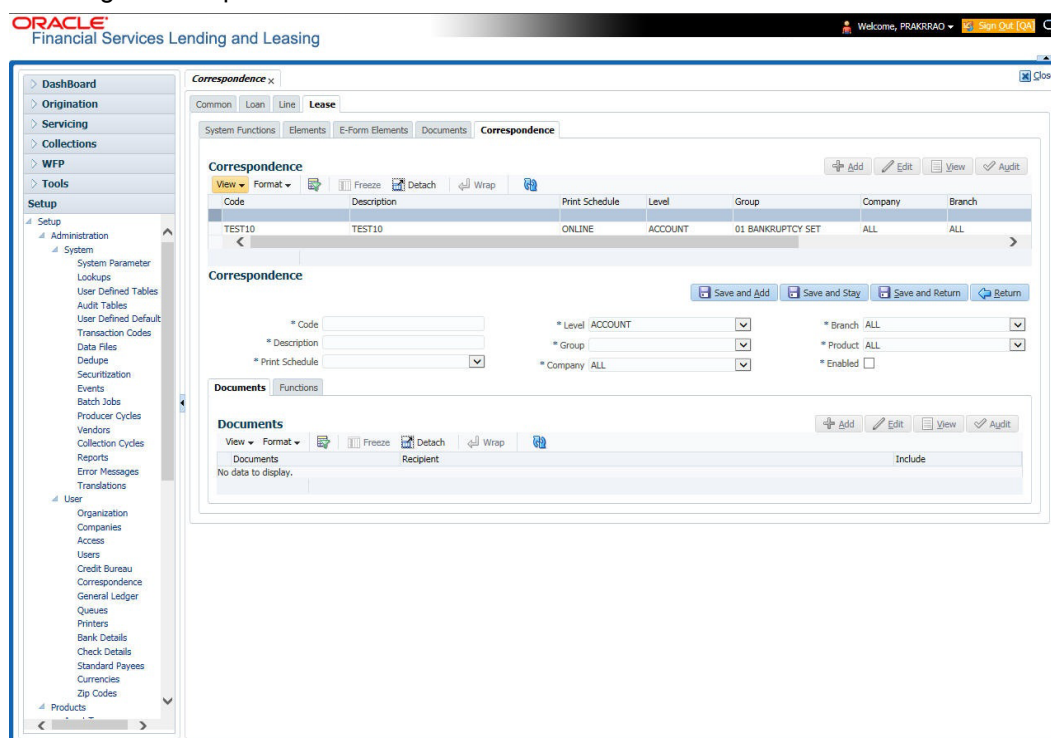 ORACLE
Financial Services Lending and Leasing
Welcome, PRAKRRAO
Sign Out [QA]
DashBoard
Origination
Servicing
Collections
WFP
Tools
Setup
Setup
Administration
System
System Parameter
Lookups
User Defined Tables
Audit Tables
User Defined Default
Transaction Codes
Data Files
Dedupe
Securitization
Events
Batch Jobs
Producer Cycles
Vendors
Collection Cycles
Reports
Error Messages
Translations
User
Organization
Companies
Access
Users
Credit Bureau
Correspondence
General Ledger
Queues
Printers
Bank Details
Check Details
Standard Payees
Currencies
Zip Codes
Products
Correspondence x
Close
Common Loan Line Lease
System Functions Elements E-Form Elements Documents Correspondence
Correspondence
Add Edit View Audit
View Format Freeze Detach Wrap
Code Description Print Schedule Level Group Company Branch
TEST10 TEST10 ONLINE ACCOUNT 01 BANKRUPTCY SET ALL ALL
Correspondence
Save and Add Save and Stay Save and Return Return
* Code * Level ACCOUNT * Branch ALL
* Description * Group * Product ALL
* Print Schedule * Company ALL * Enabled
Documents Functions
Documents
Add Edit View Audit
View Format Freeze Detach Wrap
Documents Recipient Include
No data to display.